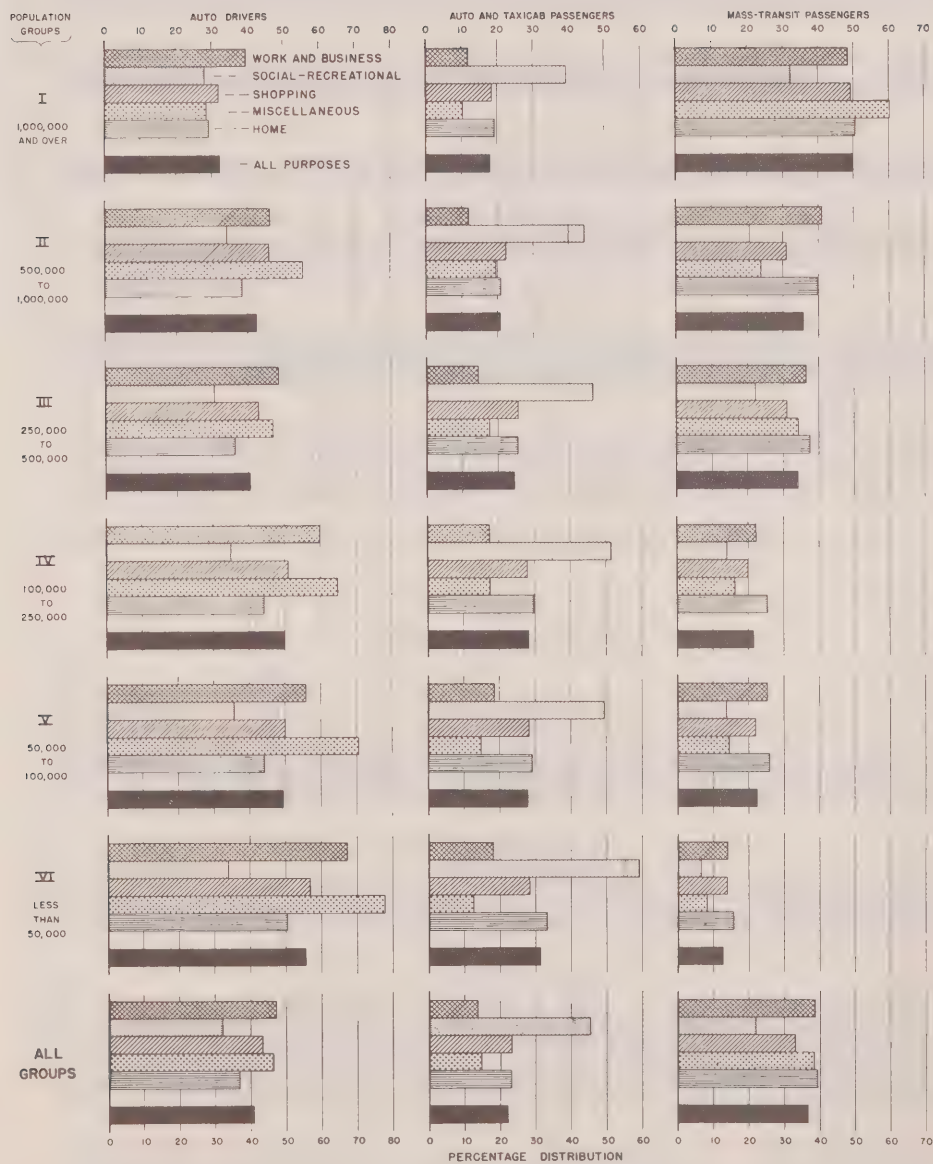 POPULATION
GROUPS
AUTO DRIVERS
AUTO AND TAXICAB PASSENGERS
MASS-TRANSIT PASSENGERS
0 10 20 30 40 50 60 70 80
0 10 20 30 40 50 60
0 10 20 30 40 50 60 70
WORK AND BUSINESS
SOCIAL-RECREATIONAL
SHOPPING
MISCELLANEOUS
HOME
ALL PURPOSES
I
1,000,000
AND OVER
II
500,000
TO
1,000,000
III
250,000
TO
500,000
IV
100,000
TO
250,000
V
50,000
TO
100,000
VI
LESS
THAN
50,000
ALL
GROUPS
0 10 20 30 40 50 60 70 80
0 10 20 30 40 50 60
0 10 20 30 40 50 60 70
PERCENTAGE DISTRIBUTION